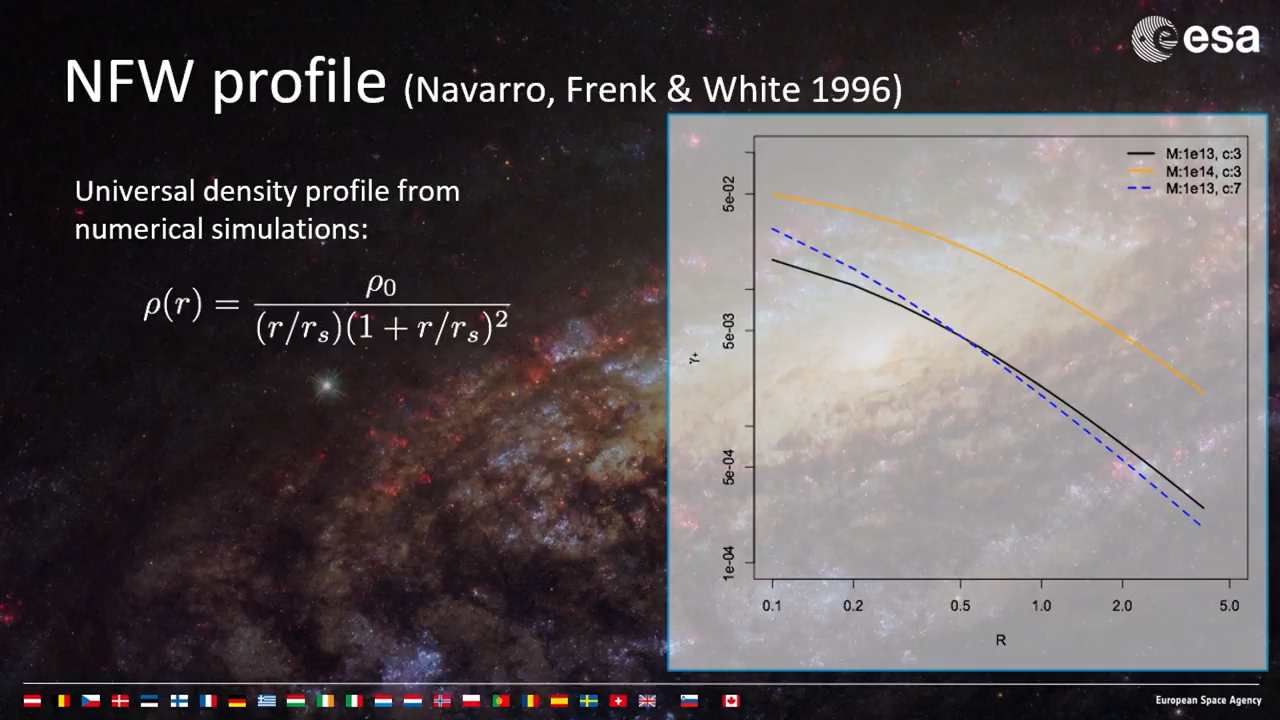 esa
NFW profile (Navarro, Frenk & White 1996)
Universal density profile from
numerical simulations:
ρ(r) = ρ₀ / (r/rₛ)(1 + r/rₛ)²
M:1e13, c:3
M:1e14, c:3
M:1e13, c:7
5e-02
5e-03
5e-04
1e-04
γ+
0.1 0.2 0.5 1.0 2.0 5.0
R
European Space Agency